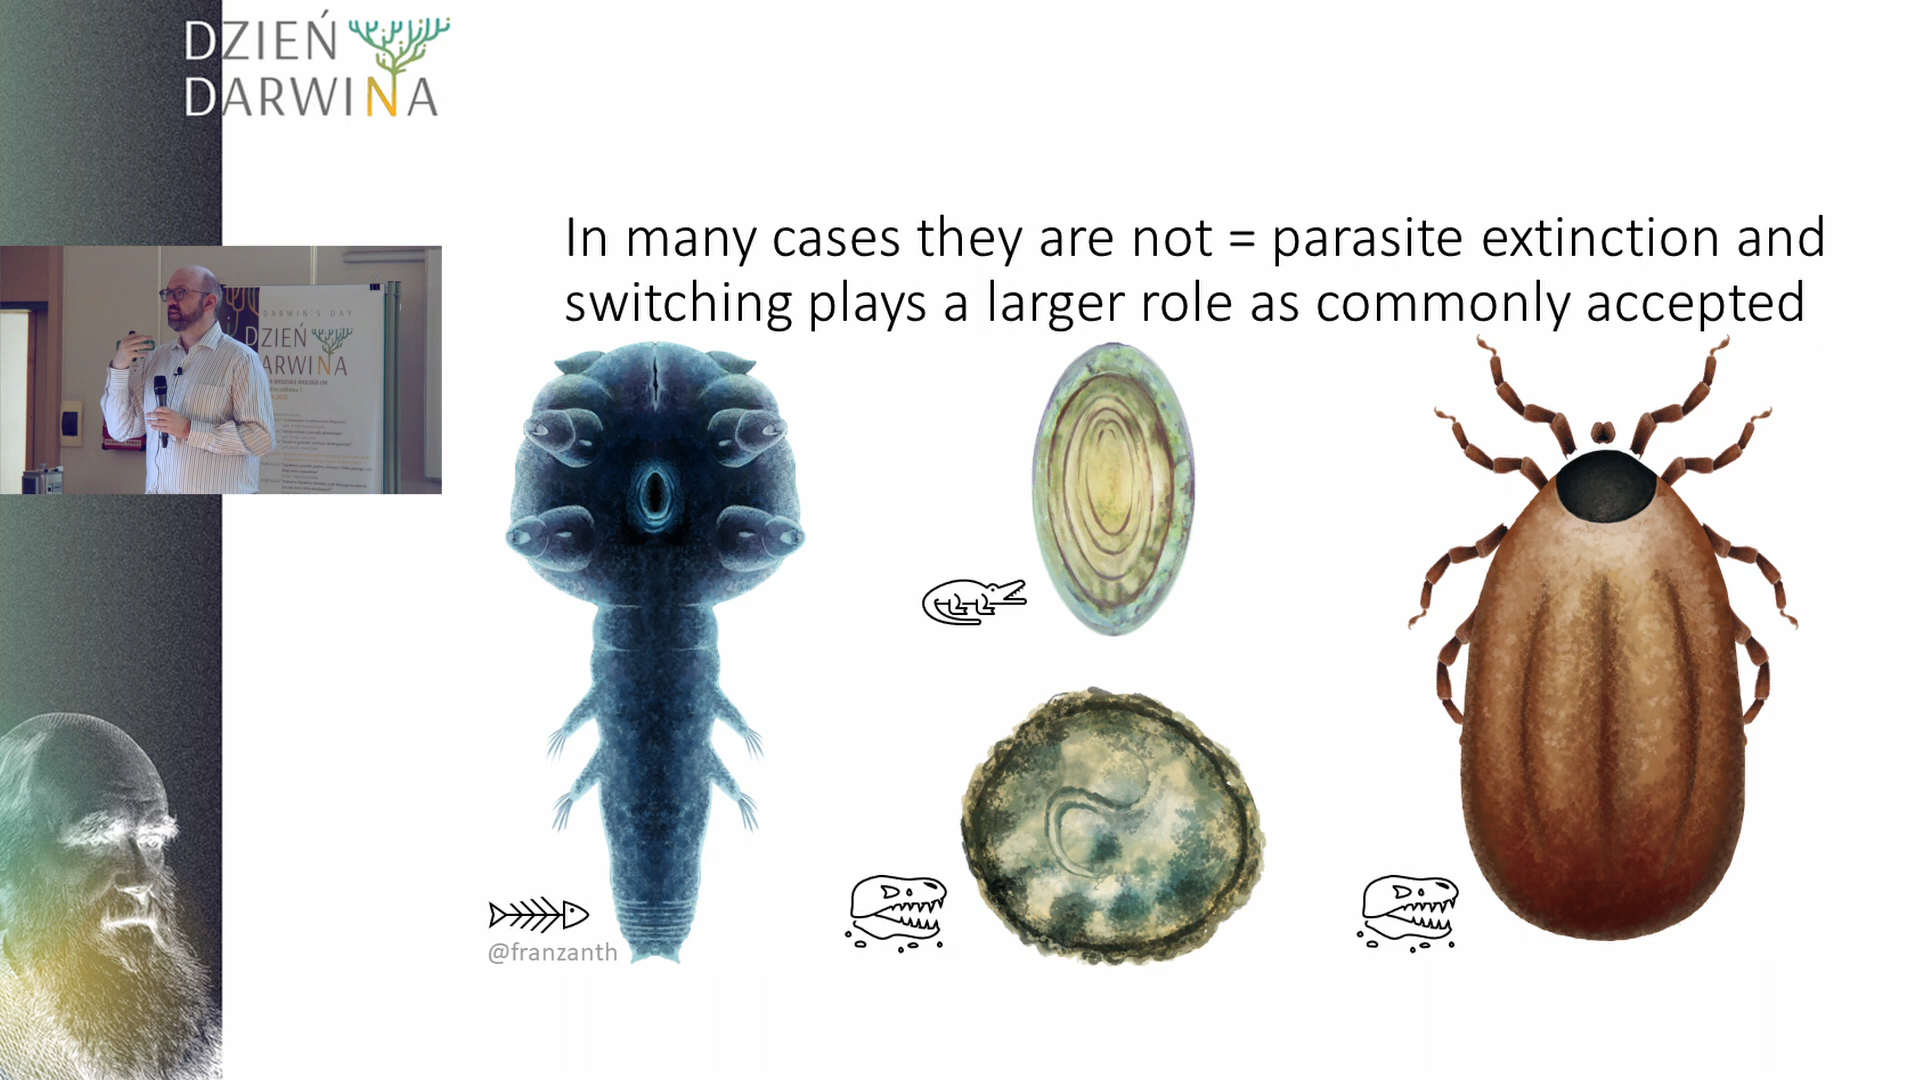 DZIEŃ
DARWINA
In many cases they are not = parasite extinction and
switching plays a larger role as commonly accepted
DARWIN'S DAY
DZIEŃ
ARWINA
@franzanth